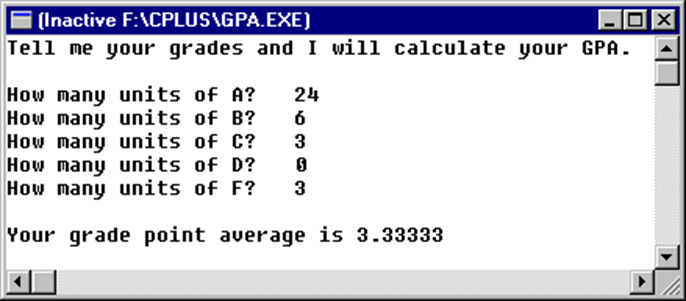 (Inactive F:\CPLUS\GPA.EXE)
Tell me your grades and I will calculate your GPA.
How many units of A? 24
How many units of B? 6
How many units of C? 3
How many units of D? 0
How many units of F? 3
Your grade point average is 3.33333